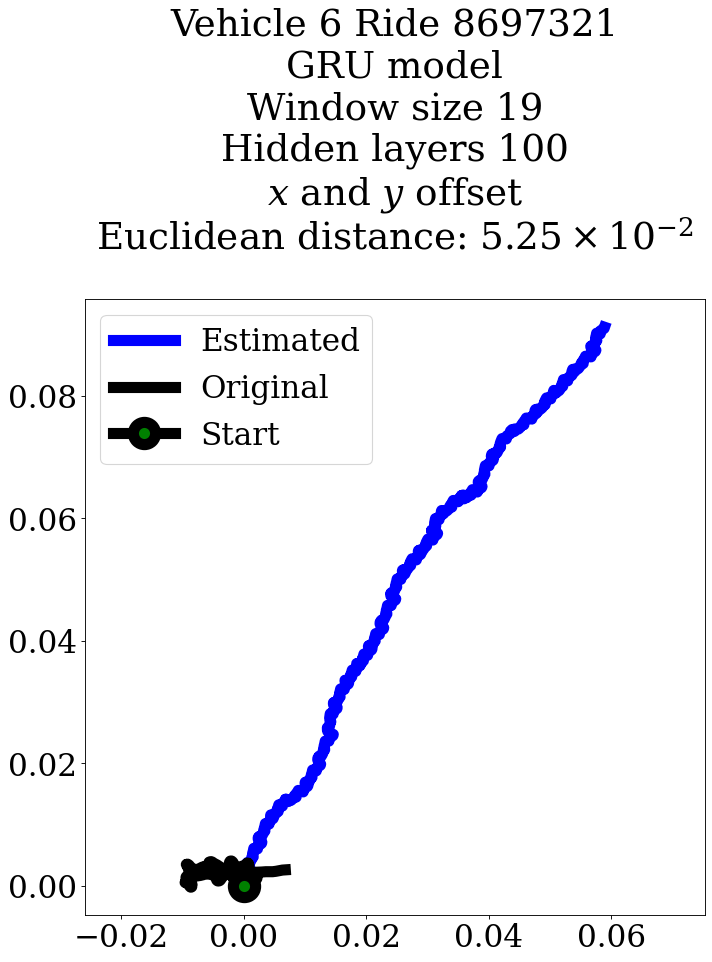 Vehicle 6 Ride 8697321
GRU model
Window size 19
Hidden layers 100
x and y offset
Euclidean distance: 5.25 × 10⁻²
Estimated
Original
Start
0.08
0.06
0.04
0.02
0.00
−0.02 0.00 0.02 0.04 0.06